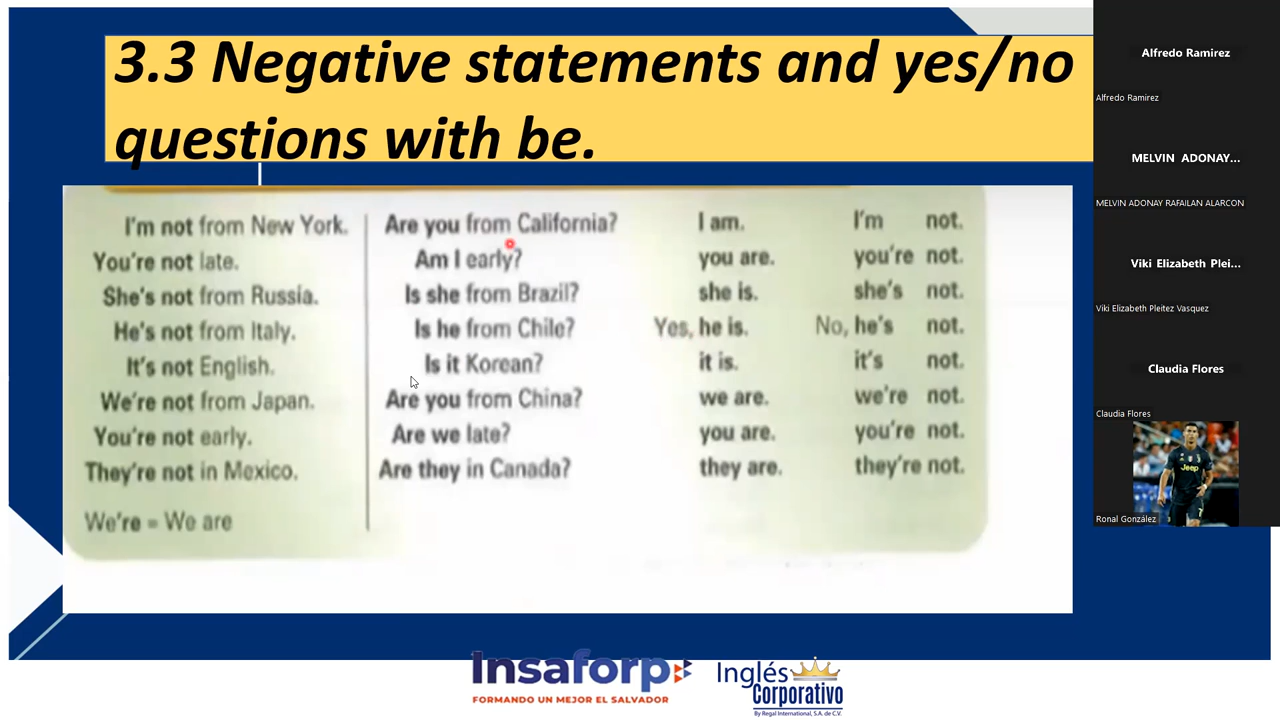 3.3 Negative statements and yes/no
questions with be.
I'm not from New York.
You're not late.
She's not from Russia.
He's not from Italy.
It's not English.
We're not from Japan.
You're not early.
They're not in Mexico.
We're = We are
Are you from California?
Am I early?
Is she from Brazil?
Is he from Chile?
Is it Korean?
Are you from China?
Are we late?
Are they in Canada?
I am.
you are.
she is.
Yes, he is.
it is.
we are.
you are.
they are.
I'm not.
you're not.
she's not.
No, he's not.
it's not.
we're not.
you're not.
they're not.
Insaforp
FORMANDO UN MEJOR EL SALVADOR
Inglés
Corporativo
By Regal International, S.A. de C.V.
Alfredo Ramirez
Alfredo Ramirez
MELVIN ADONAY...
MELVIN ADONAY RAFAILAN ALARCON
Viki Elizabeth Plei...
Viki Elizabeth Pleitez Vasquez
Claudia Flores
Claudia Flores
Jeep
Ronal González